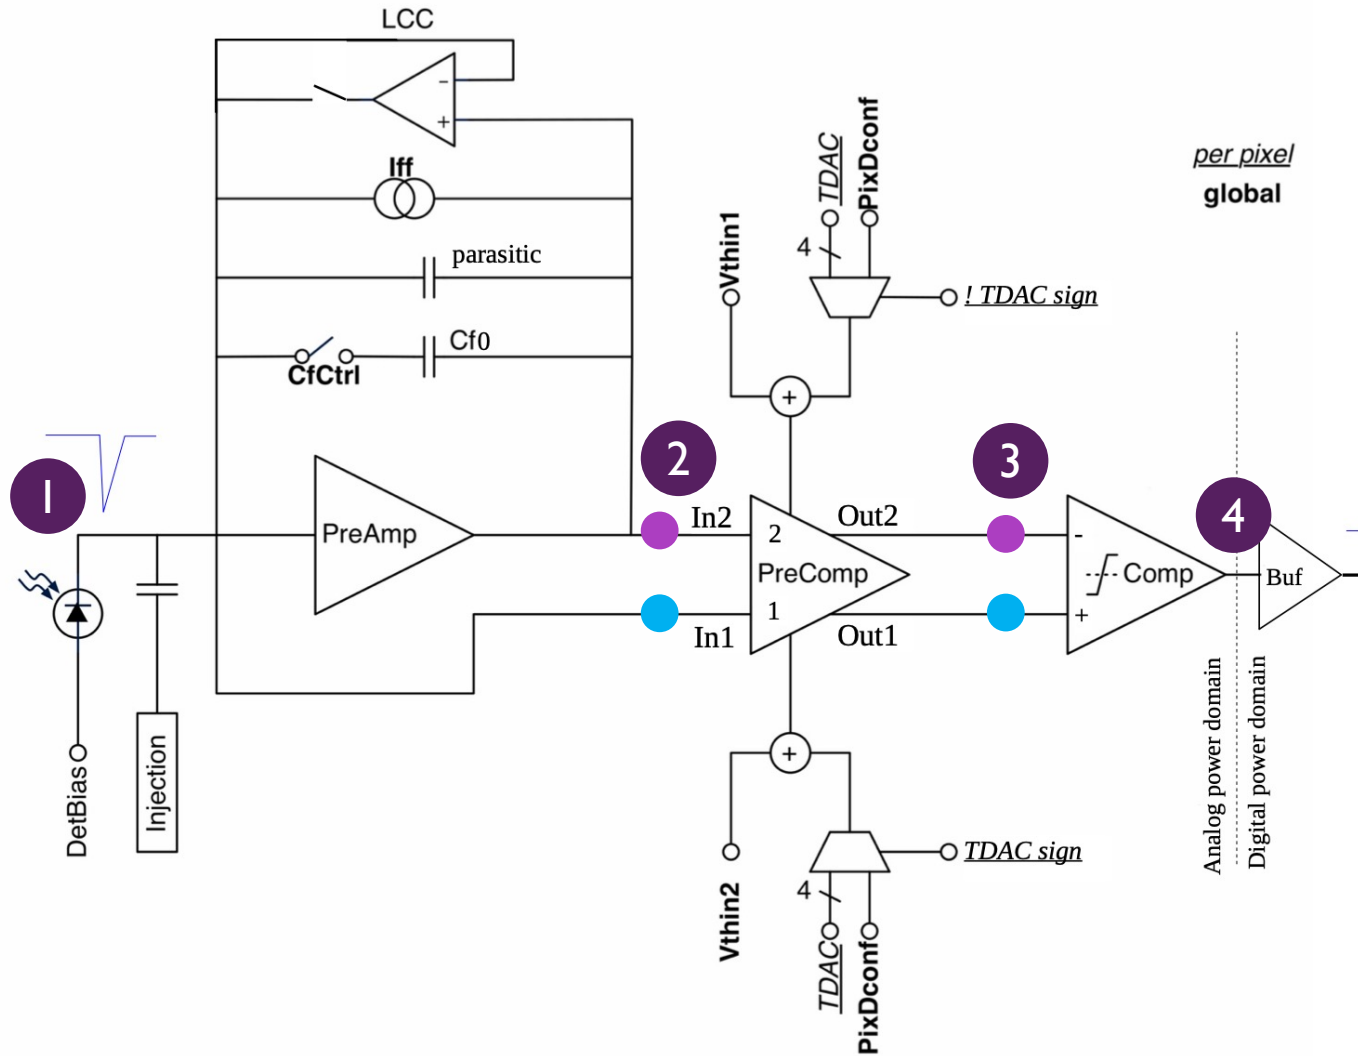 LCC
-
+
Iff
parasitic
Cf0
CfCtrl
TDAC
PixDconf
4
Vthin1
! TDAC sign
per pixel
global
+
1
2
3
4
PreAmp
In2
2
PreComp
1
In1
Out2
Out1
-
Comp
+
Buf
DetBias
Injection
+
Vthin2
4
TDAC
PixDconf
TDAC sign
Analog power domain
Digital power domain